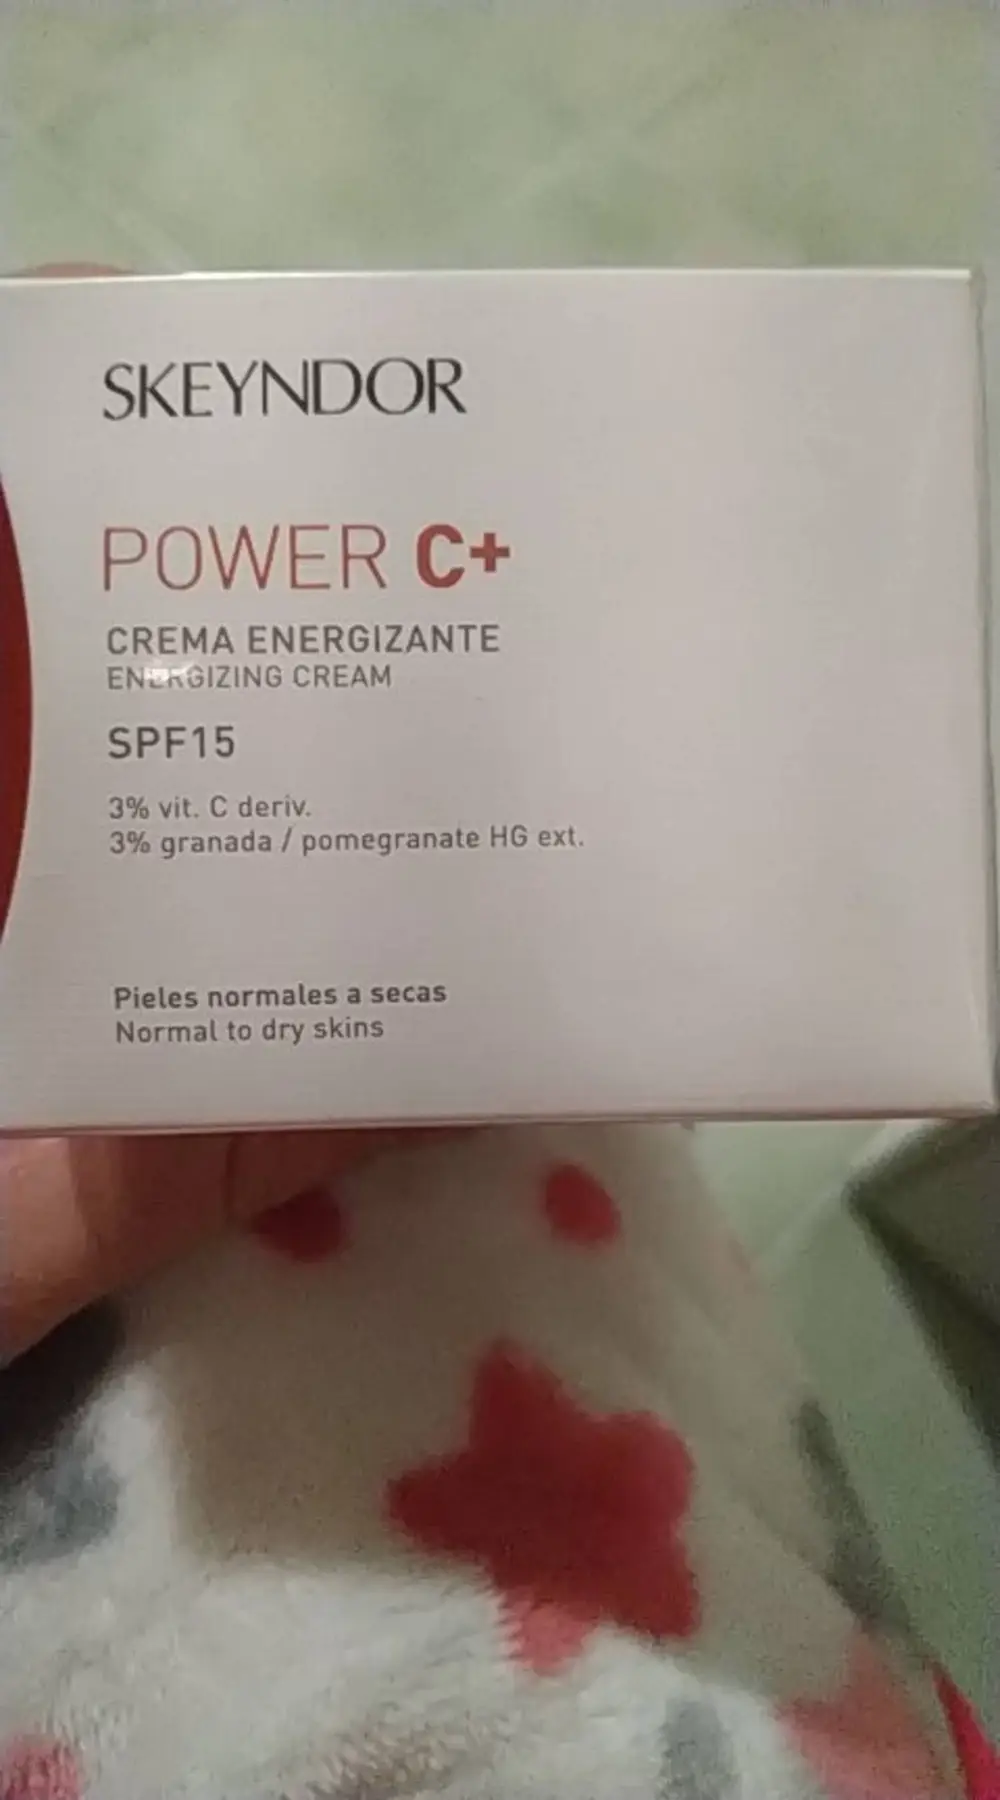 SKEYNDOR
POWER C+
CREMA ENERGIZANTE
ENERGIZING CREAM
SPF15
3% vit. C deriv.
3% granada / pomegranate HG ext.
Pieles normales a secas
Normal to dry skins